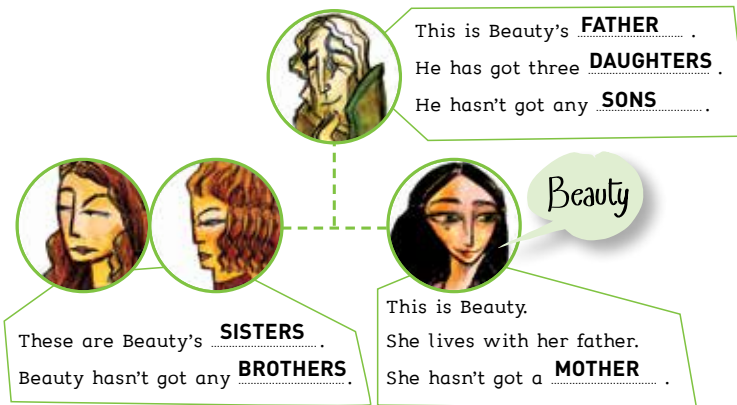 This is Beauty's FATHER .
He has got three DAUGHTERS .
He hasn't got any SONS .
Beauty
These are Beauty's SISTERS .
Beauty hasn't got any BROTHERS .
This is Beauty.
She lives with her father.
She hasn't got a MOTHER .